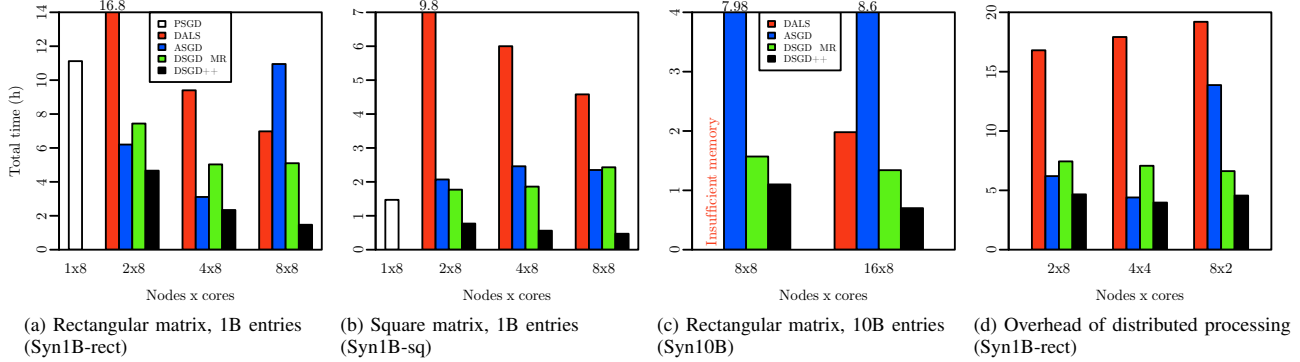 16.8
14
12
10
8
6
4
2
0
Total time (h)
PSGD
DALS
ASGD
DSGD MR
DSGD++
1x8 2x8 4x8 8x8
Nodes x cores
(a) Rectangular matrix, 1B entries
(Syn1B-rect)
9.8
7
6
5
4
3
2
1
0
1x8 2x8 4x8 8x8
Nodes x cores
(b) Square matrix, 1B entries
(Syn1B-sq)
7.98 8.6
4
3
2
1
0
DALS
ASGD
DSGD MR
DSGD++
Insufficient memory
8x8 16x8
Nodes x cores
(c) Rectangular matrix, 10B entries
(Syn10B)
20
15
10
5
0
2x8 4x4 8x2
Nodes x cores
(d) Overhead of distributed processing
(Syn1B-rect)